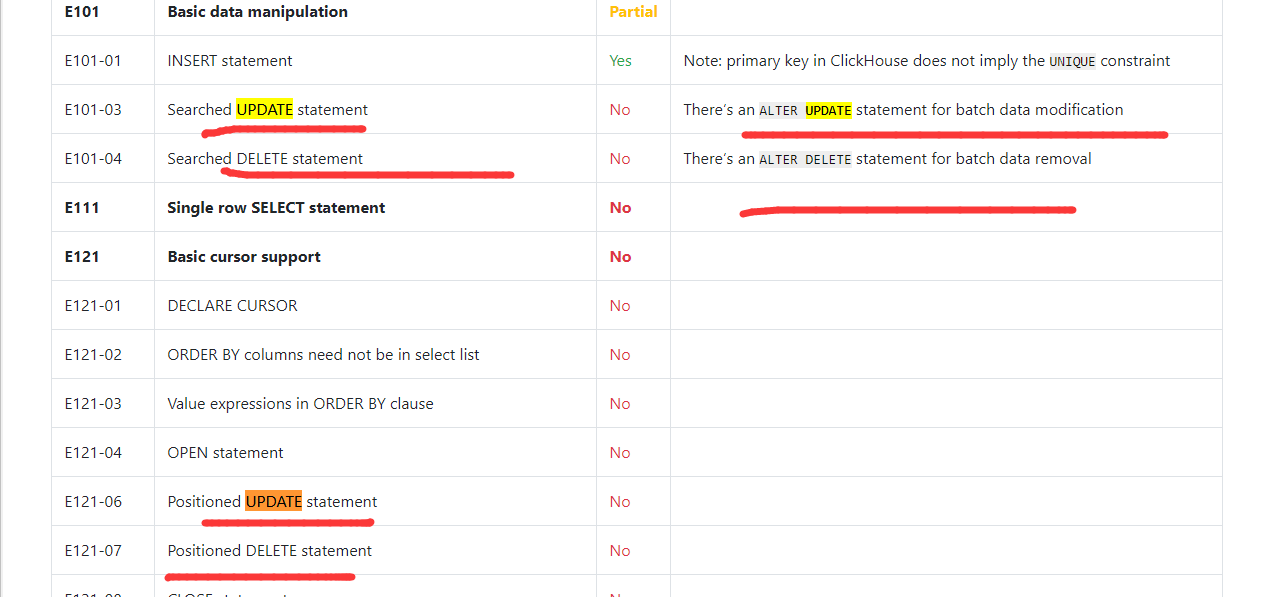 E101 Basic data manipulation Partial
E101-01 INSERT statement Yes Note: primary key in ClickHouse does not imply the UNIQUE constraint
E101-03 Searched UPDATE statement No There’s an ALTER UPDATE statement for batch data modification
E101-04 Searched DELETE statement No There’s an ALTER DELETE statement for batch data removal
E111 Single row SELECT statement No
E121 Basic cursor support No
E121-01 DECLARE CURSOR No
E121-02 ORDER BY columns need not be in select list No
E121-03 Value expressions in ORDER BY clause No
E121-04 OPEN statement No
E121-06 Positioned UPDATE statement No
E121-07 Positioned DELETE statement No